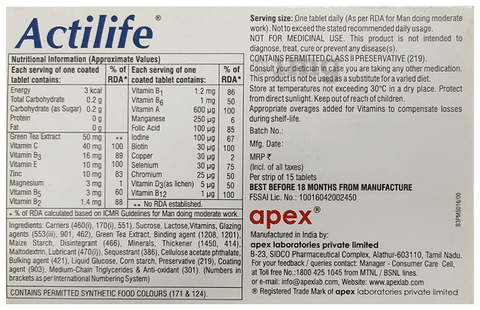 Actilife®
Nutritional Information (Approximate Values)
Each serving of one coated tablet contains: % of RDA* Each serving of one coated tablet contains: % of RDA*
Energy 3 kcal
Total Carbohydrate 0.2 g
Carbohydrate (as Sugar) 0.2 g
Protein 0
Fat 0
Green Tea Extract 50 mg **
Vitamin C 40 mg 100
Vitamin B3 16 mg 89
Vitamin E 10 mg 100
Zinc 10 mg 83
Magnesium 3 mg 1
Vitamin B5 3 mg 60
Vitamin B2 1.4 mg 88
Vitamin B1 1.2 mg 86
Vitamin B6 1 mg 50
Vitamin A 600 µg 100
Manganese 250 µg 6
Folic Acid 100 µg 85
Iodine 100 µg 67
Biotin 30 µg 100
Copper 30 µg 2
Selenium 30 µg 75
Chromium 25 µg 50
Vitamin D3(as lichen) 5 µg 50
Vitamin B12 1 µg 100
** No RDA established.
* % of RDA calculated based on ICMR Guidelines for Man doing moderate work.
Ingredients: Carriers (460(i), 170(i), 551), Sucrose, Lactose, Vitamins, Glazing
agents (553(iii), 901, 462), Green Tea Extract, Binding agent (1208, 1201),
Maize Starch, Disintegrant (466), Minerals, Thickener (1450, 414),
Maltodextrin, Lubricant (470(iii)), Sequestrant (386), Cellulose acetate phthalate,
Bulking agent (421), Liquid Glucose, Corn starch, Preservative (219), Coating
agent (903), Medium-Chain Triglycerides & Anti-oxidant (301). (Numbers in
brackets as per International Numbering System)
CONTAINS PERMITTED SYNTHETIC FOOD COLOURS (171 & 124).
Serving size: One tablet daily (As per RDA for Man doing moderate
work). Not to exceed the stated recommended daily usage.
NOT FOR MEDICINAL USE. This product is not intended to
diagnose, treat, cure or prevent any disease(s).
CONTAINS PERMITTED CLASS II PRESERVATIVE (219).
Consult your dietician in case you are taking any other medication.
This product is not to be used as a substitute for a varied diet.
Store at temperatures not exceeding 30°C in a dry place. Protect
from direct sunlight. Keep out of reach of children.
Appropriate overages added for Vitamins to compensate losses
during shelf-life.
Batch No.:
Mfg. Date:
MRP ₹
(Incl. of all taxes)
Per strip of 15 tablets
BEST BEFORE 18 MONTHS FROM MANUFACTURE
FSSAI Lic. No.: 10016042002450
apex®
Manufactured in India by:
apex laboratories private limited
B-23, SIDCO Pharmaceutical Complex, Alathur-603110, Tamil Nadu.
For your feedback / queries contact: Manager - Consumer Care Cell,
at Toll free No.: 1800 425 1045 from MTNL / BSNL lines.
or e-mail: info@apexlab.com, Website: www.apexlab.com
® Registered Trade Mark of apex laboratories private limited